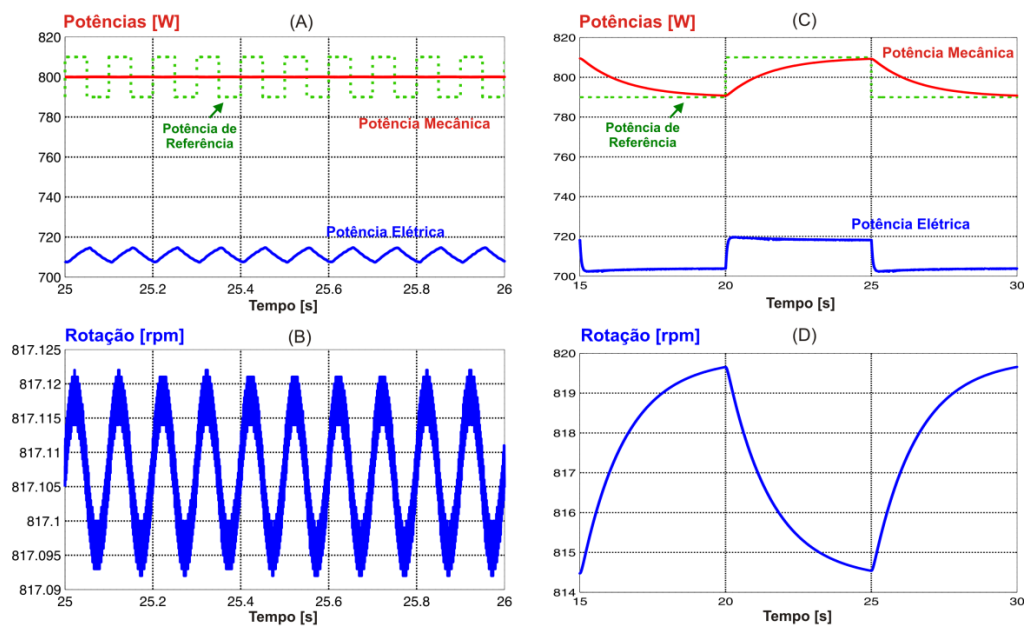 Potências [W]
(A)
820
800
780
760
740
720
700
Potência de
Referência
Potência Mecânica
Potência Elétrica
25
25.2
25.4
25.6
25.8
26
Tempo [s]
Potências [W]
(C)
820
800
780
760
740
720
700
Potência Mecânica
Potência de
Referência
Potência Elétrica
15
20
25
30
Tempo [s]
Rotação [rpm]
(B)
817.125
817.12
817.115
817.11
817.105
817.1
817.095
817.09
25
25.2
25.4
25.6
25.8
26
Tempo [s]
Rotação [rpm]
(D)
820
819
818
817
816
815
814
15
20
25
30
Tempo [s]